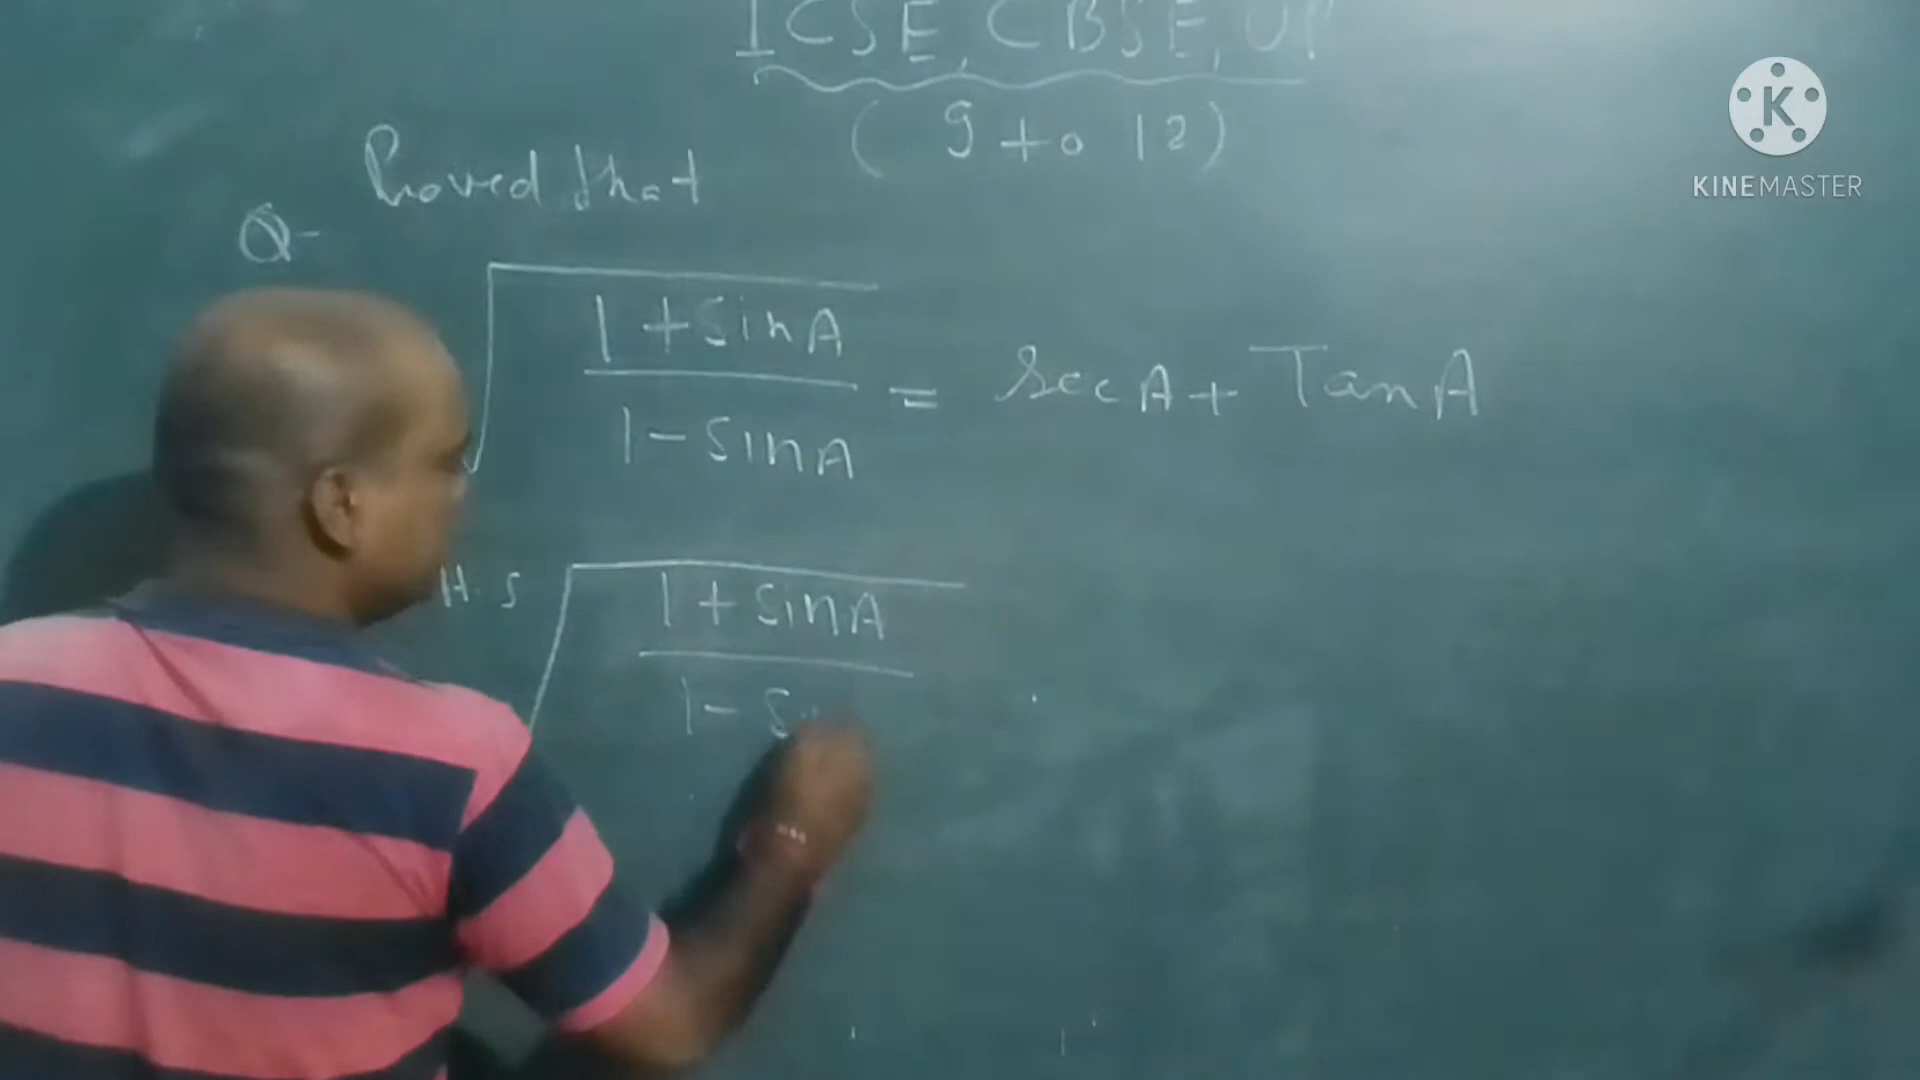 ICSE, CBSE, UP
( 9 to 12)
KINEMASTER
Proved that
Q-
√(1+sinA / 1-sinA) = secA + TanA
H.S √(1+sinA / 1-s